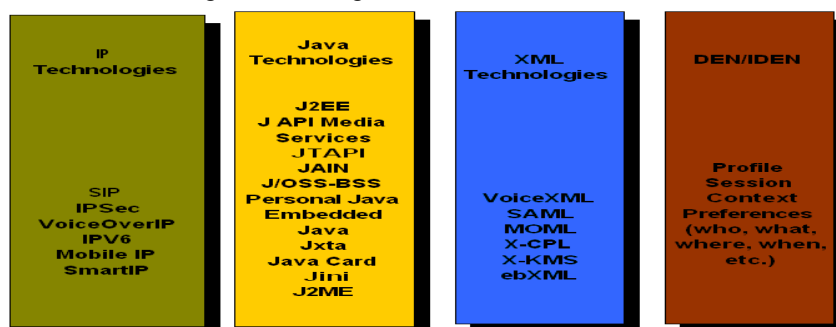 IP
Technologies
SIP
IPSec
VoiceOverIP
IPV6
Mobile IP
SmartIP
Java
Technologies
J2EE
J API Media
Services
JTAPI
JAIN
J/OSS-BSS
Personal Java
Embedded
Java
Jxta
Java Card
Jini
J2ME
XML
Technologies
VoiceXML
SAML
MOML
X-CPL
X-KMS
ebXML
DEN/IDEN
Profile
Session
Context
Preferences
(who, what,
where, when,
etc.)